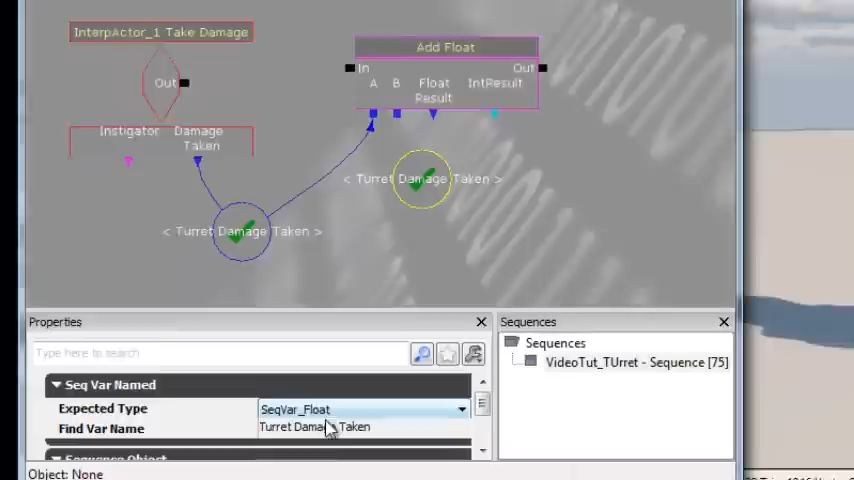 InterpActor_1 Take Damage
Out
Instigator
Damage Taken
Add Float
In
Out
A
B
Float Result
IntResult
< Turret Damage Taken >
< Turret Damage Taken >
Properties
Type here to search
Seq Var Named
Expected Type
SeqVar_Float
Find Var Name
Turret Damage Taken
Sequence Object
Object: None
Sequences
Sequences
VideoTut_TUrret - Sequence [75]